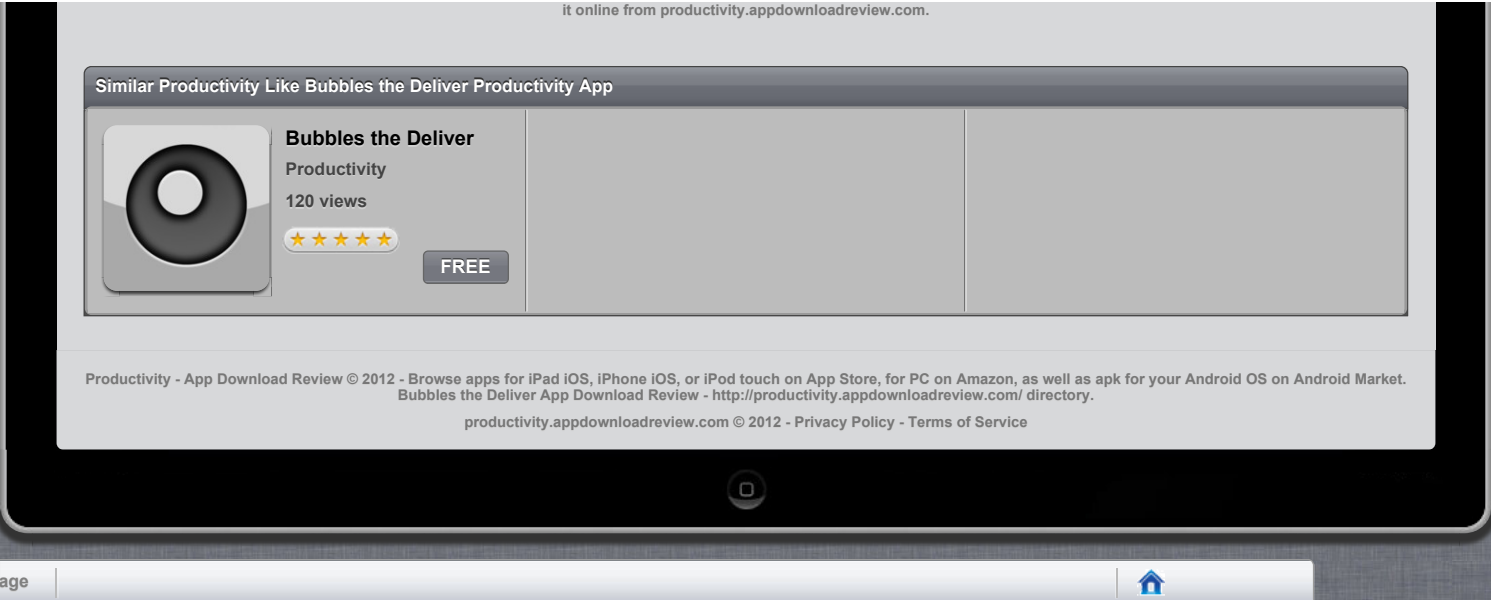 it online from productivity.appdownloadreview.com.
Similar Productivity Like Bubbles the Deliver Productivity App
Bubbles the Deliver
Productivity
120 views
FREE
Productivity - App Download Review © 2012 - Browse apps for iPad iOS, iPhone iOS, or iPod touch on App Store, for PC on Amazon, as well as apk for your Android OS on Android Market.
Bubbles the Deliver App Download Review - http://productivity.appdownloadreview.com/ directory.
productivity.appdownloadreview.com © 2012 - Privacy Policy - Terms of Service
age